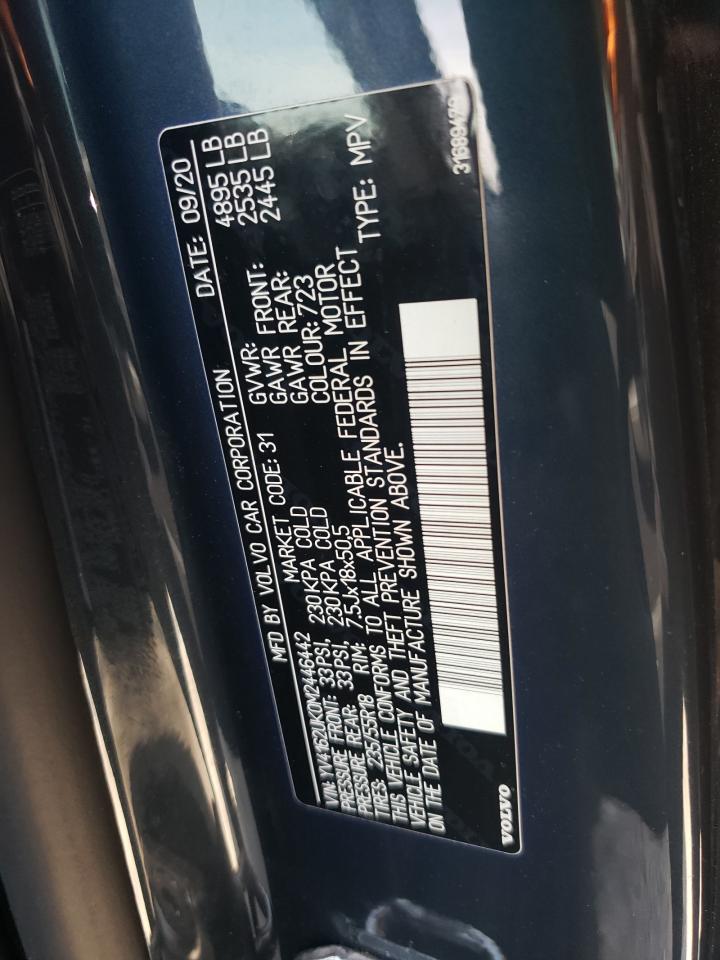 MFD BY VOLVO CAR CORPORATION DATE: 09/20
VIN: YV4162UK0M2446442 MARKET CODE: 31 GVWR: 4895 LB
PRESSURE FRONT: 33PSI, 230KPA COLD GAWR FRONT: 2535 LB
PRESSURE REAR: 33PSI, 230KPA COLD GAWR REAR: 2445 LB
TIRES: 235/55R18 RIM: 7.5Jx18x50.5 COLOUR: 723
THIS VEHICLE CONFORMS TO ALL APPLICABLE FEDERAL MOTOR
VEHICLE SAFETY AND THEFT PREVENTION STANDARDS IN EFFECT
ON THE DATE OF MANUFACTURE SHOWN ABOVE. TYPE: MPV
VOLVO